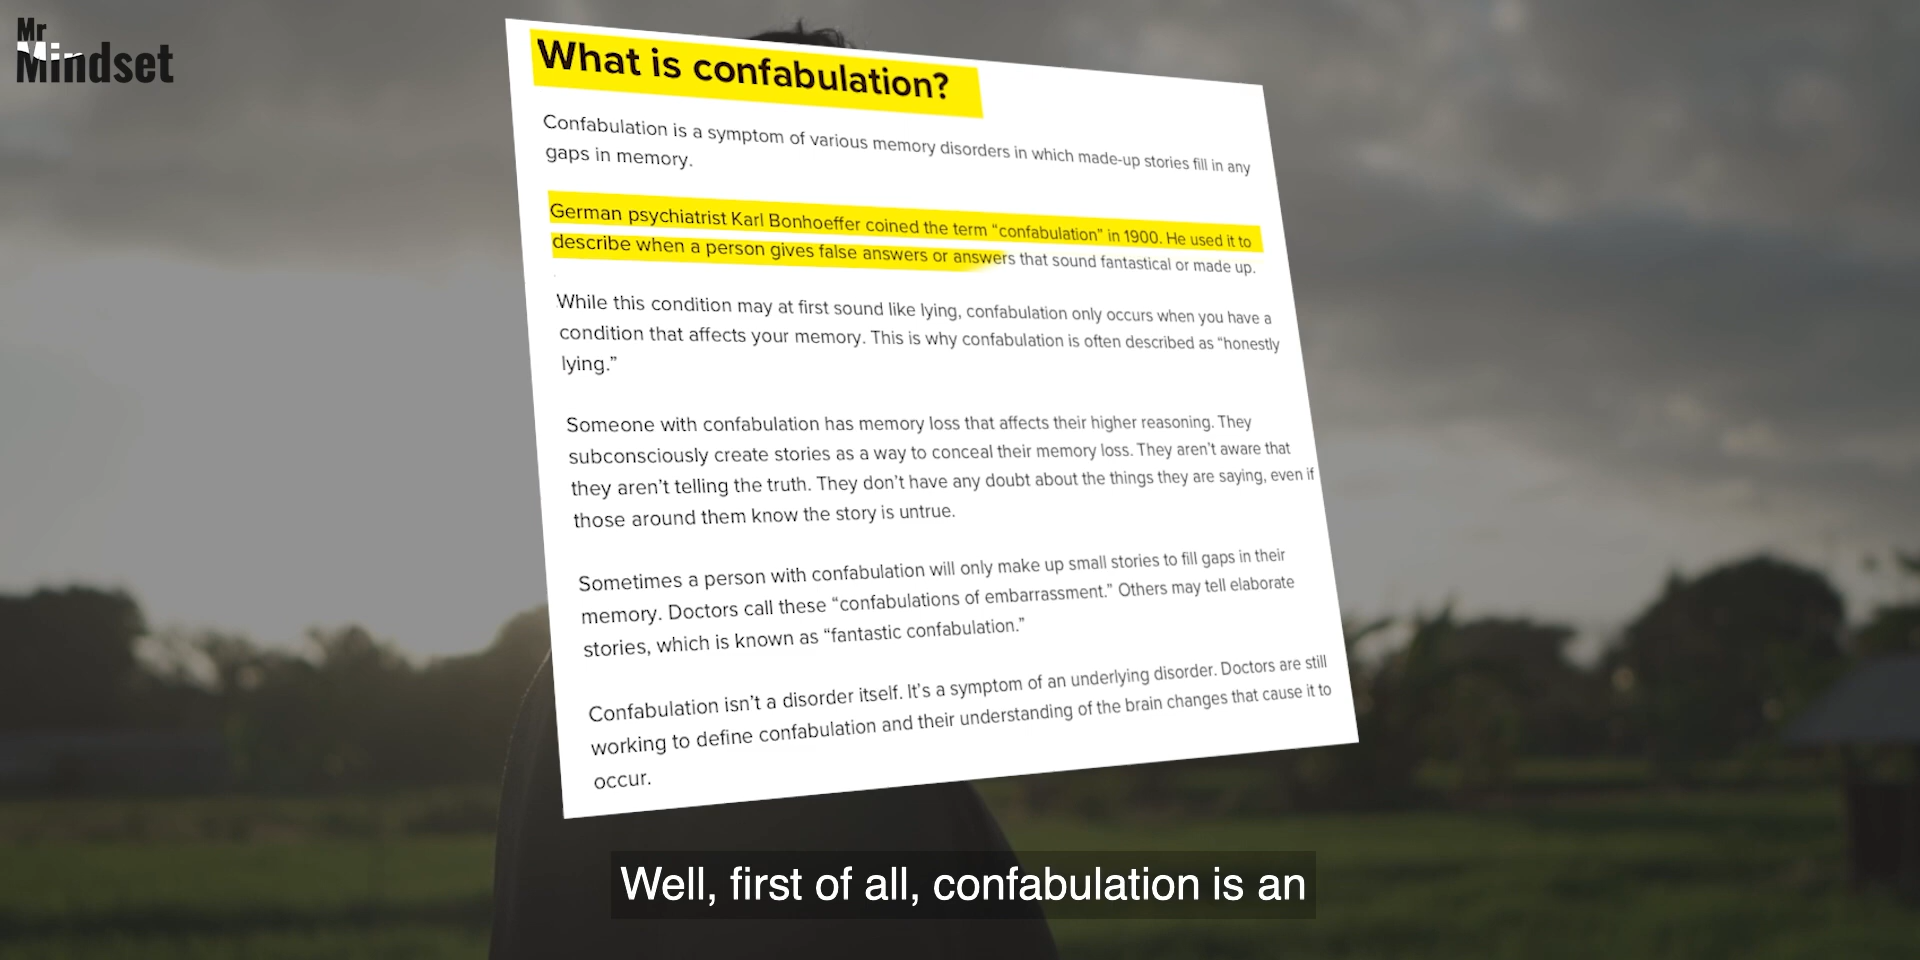 Mr
Mindset
What is confabulation?
Confabulation is a symptom of various memory disorders in which made-up stories fill in any
gaps in memory.
German psychiatrist Karl Bonhoeffer coined the term “confabulation” in 1900. He used it to
describe when a person gives false answers or answers that sound fantastical or made up.
While this condition may at first sound like lying, confabulation only occurs when you have a
condition that affects your memory. This is why confabulation is often described as “honestly
lying.”
Someone with confabulation has memory loss that affects their higher reasoning. They
subconsciously create stories as a way to conceal their memory loss. They aren’t aware that
they aren’t telling the truth. They don’t have any doubt about the things they are saying, even if
those around them know the story is untrue.
Sometimes a person with confabulation will only make up small stories to fill gaps in their
memory. Doctors call these “confabulations of embarrassment.” Others may tell elaborate
stories, which is known as “fantastic confabulation.”
Confabulation isn’t a disorder itself. It’s a symptom of an underlying disorder. Doctors are still
working to define confabulation and their understanding of the brain changes that cause it to
occur.
Well, first of all, confabulation is an